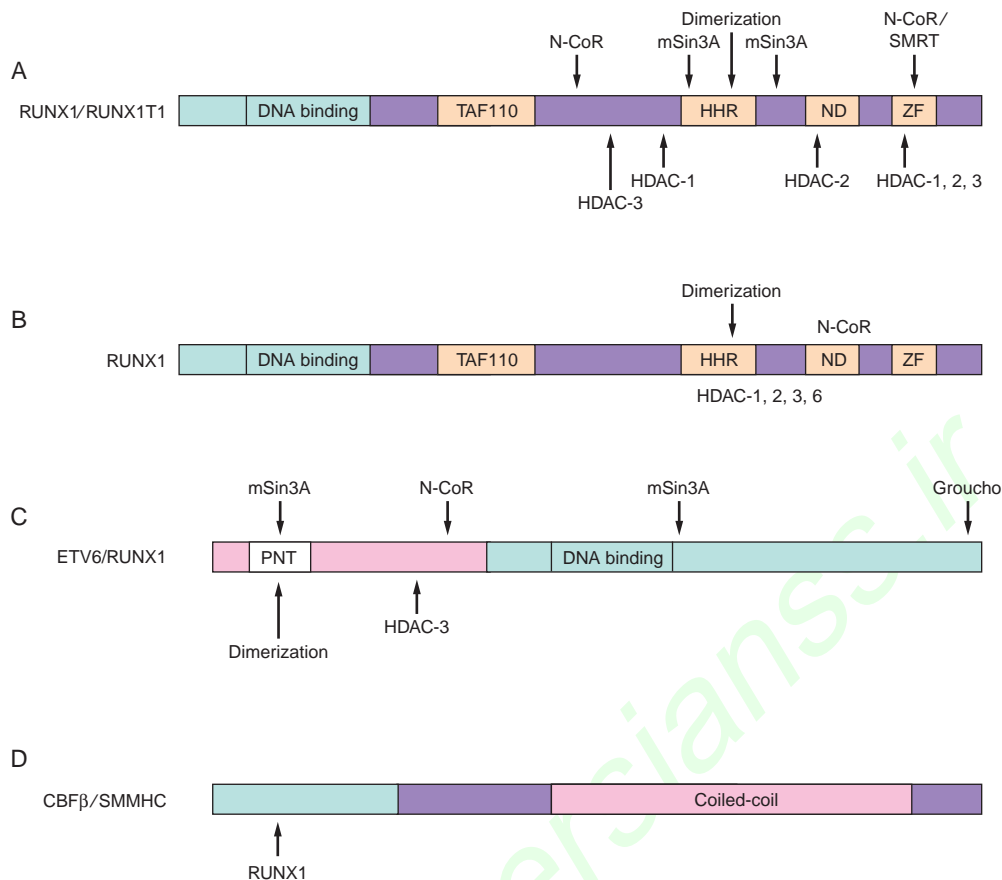 Dimerization
N-CoR/
SMRT
N-CoR
mSin3A
mSin3A
A
RUNX1/RUNX1T1
DNA binding
TAF110
HHR
ND
ZF
HDAC-1
HDAC-2
HDAC-1, 2, 3
HDAC-3
Dimerization
B
N-CoR
RUNX1
DNA binding
TAF110
HHR
ND
ZF
HDAC-1, 2, 3, 6
mSin3A
N-CoR
mSin3A
Groucho
C
ETV6/RUNX1
PNT
DNA binding
HDAC-3
Dimerization
D
CBFβ/SMMHC
Coiled-coil
RUNX1
ersianss.ir